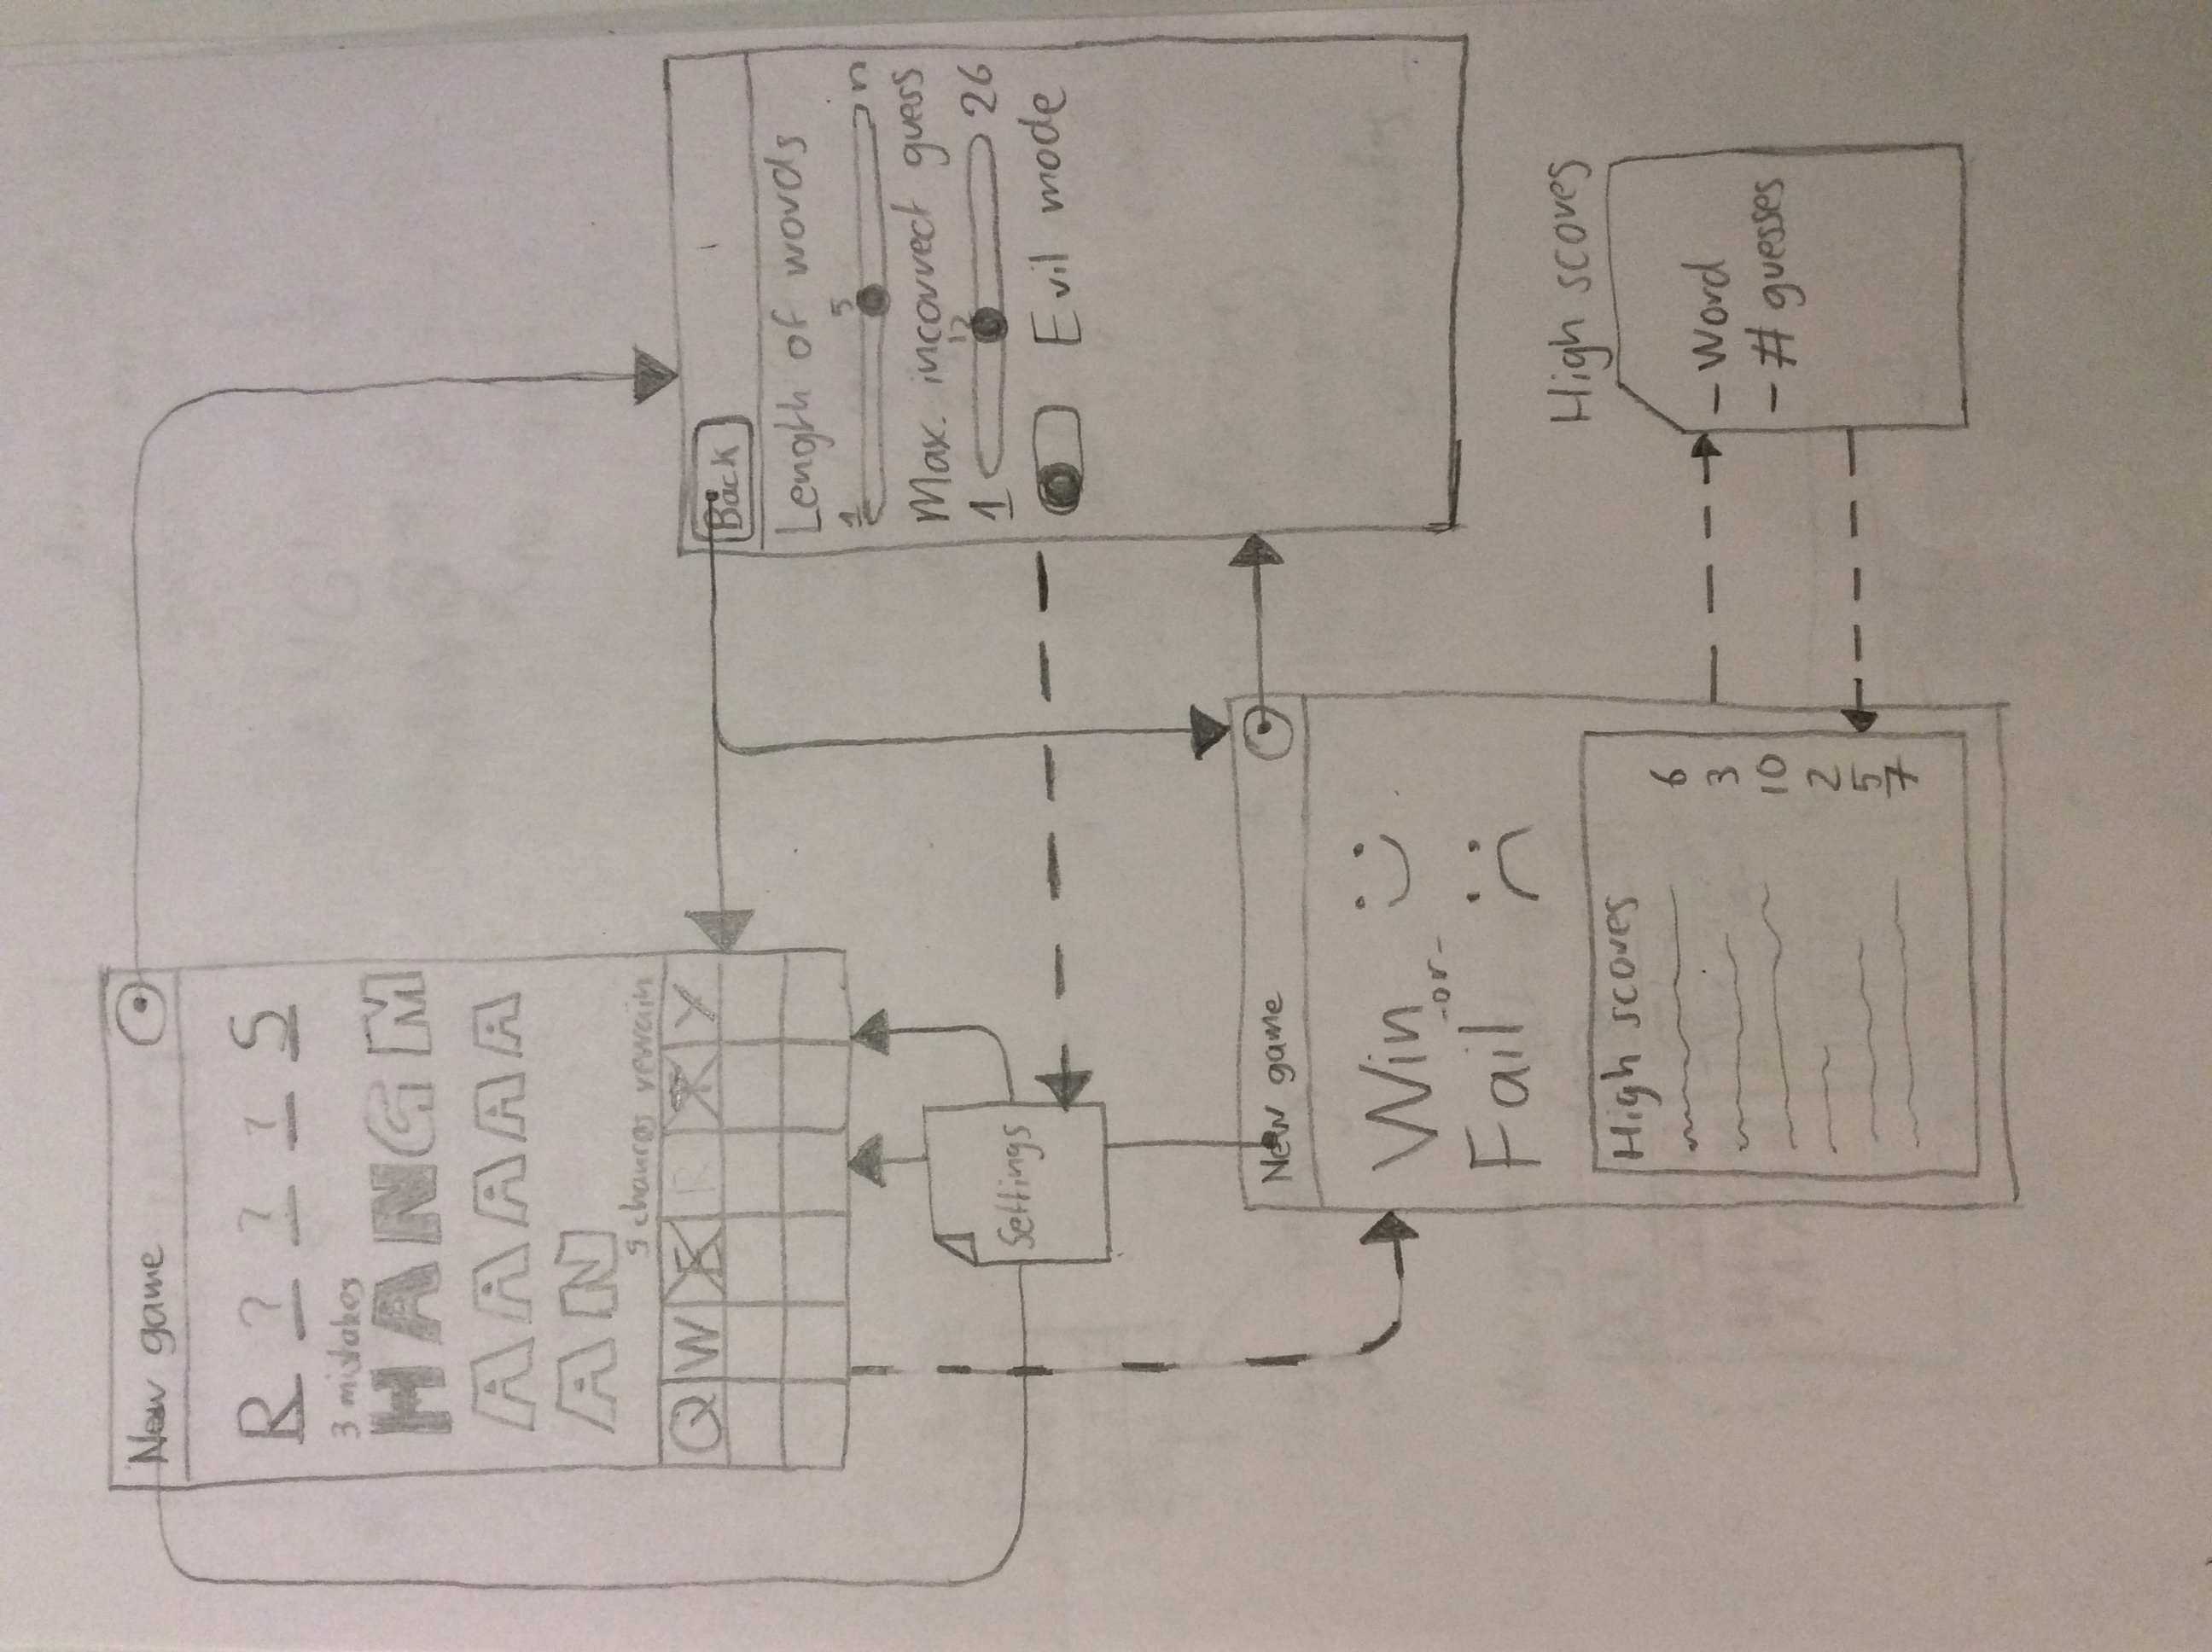 New game
R ? ? ? S
3 mistakes
HANGM
AAAAA
AN
9 chances remain
Q W E R T Y
Back
Length of words
1 5 n
Max. incorrect guess
1 12 26
Evil mode
Settings
New game
Win :)
-or-
Fail :(
High scores
6
3
10
2
5
7
High scores
- Word
- # guesses